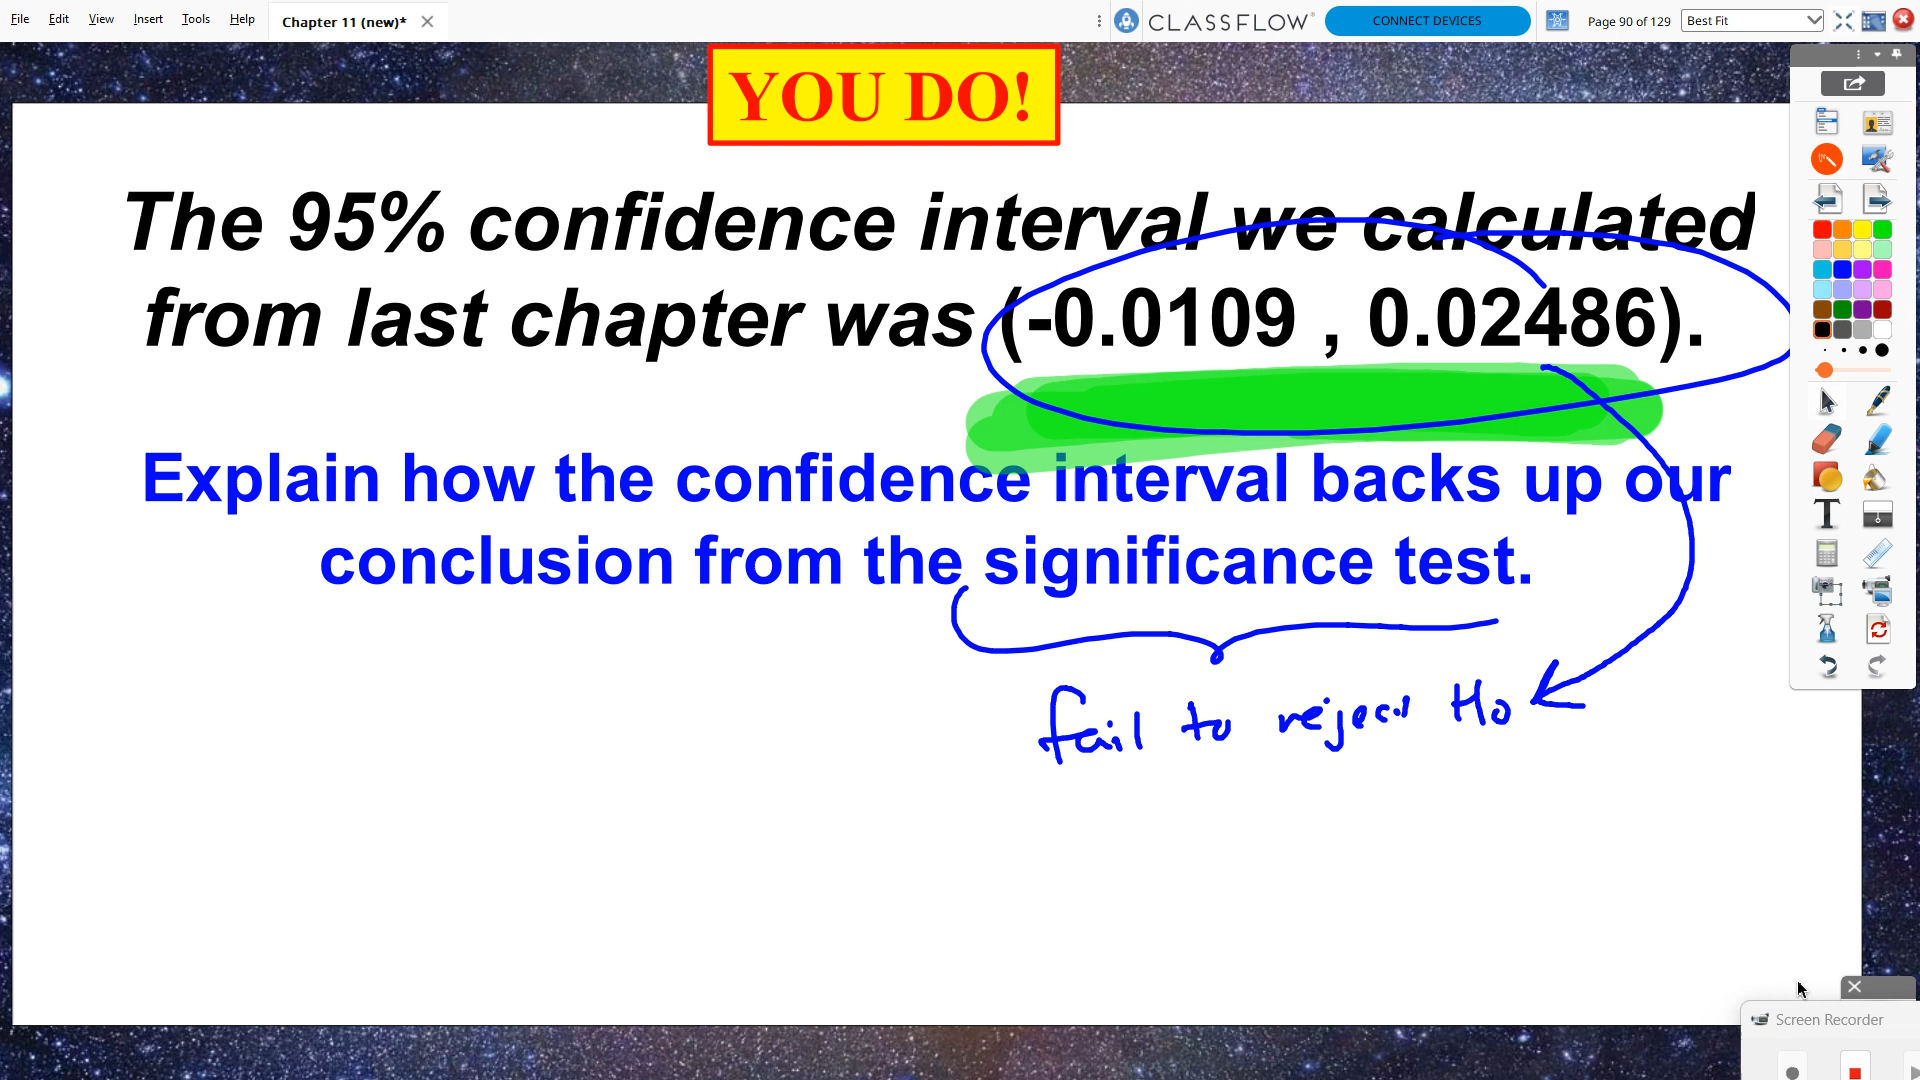 File Edit View Insert Tools Help Chapter 11 (new)* CLASSFLOW CONNECT DEVICES Page 90 of 129 Best Fit
YOU DO!
The 95% confidence interval we calculated
from last chapter was (-0.0109 , 0.02486).
Explain how the confidence interval backs up our
conclusion from the significance test.
fail to reject Ho
Screen Recorder